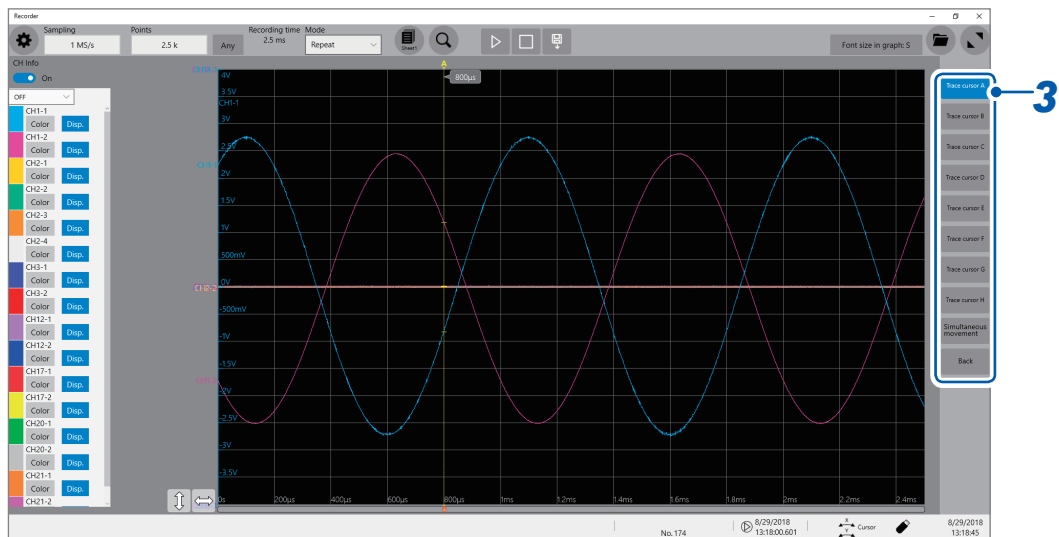 Recorder
Sampling
1 MS/s
Points
2.5 k
Any
Recording time
2.5 ms
Mode
Repeat
Sheet1
Font size in graph: S
CH Info
On
OFF
CH1-1
Color Disp.
CH1-2
Color Disp.
CH2-1
Color Disp.
CH2-2
Color Disp.
CH2-3
Color Disp.
CH2-4
Color Disp.
CH3-1
Color Disp.
CH3-2
Color Disp.
CH12-1
Color Disp.
CH12-2
Color Disp.
CH17-1
Color Disp.
CH17-2
Color Disp.
CH20-1
Color Disp.
CH20-2
Color Disp.
CH21-1
Color Disp.
CH21-2
A
800µs
4V
3.5V
CH1-1
3V
2.5V
2V
1.5V
1V
500mV
0V
-500mV
-1V
-1.5V
-2V
-2.5V
-3V
-3.5V
0s 200µs 400µs 600µs 800µs 1ms 1.2ms 1.4ms 1.6ms 1.8ms 2ms 2.2ms 2.4ms
Trace cursor A
Trace cursor B
Trace cursor C
Trace cursor D
Trace cursor E
Trace cursor F
Trace cursor G
Trace cursor H
Simultaneous
movement
Back
3
No. 174
8/29/2018
13:18:00.601
X
Y
Cursor
8/29/2018
13:18:45